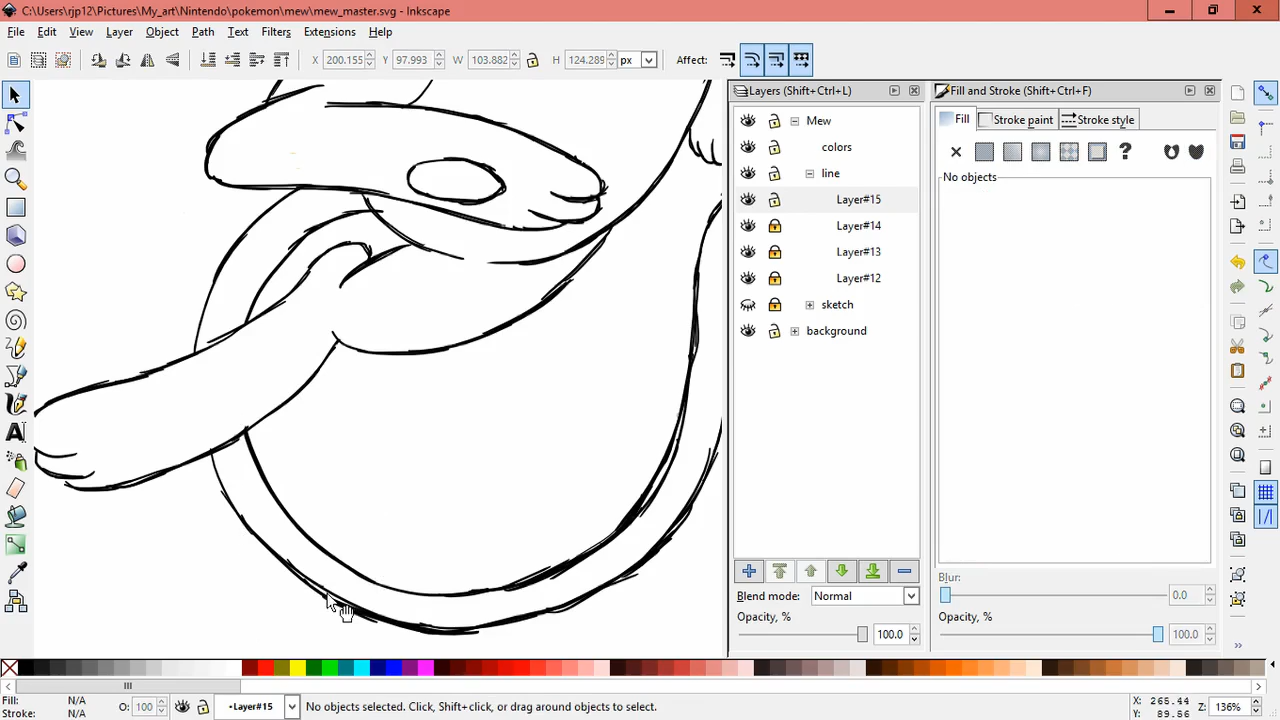 C:\Users\rjp12\Pictures\My_art\Nintendo\pokemon\mew\mew_master.svg - Inkscape
File Edit View Layer Object Path Text Filters Extensions Help
X 200.155 Y 97.993 W 103.882 H 124.289 px Affect:
Layers (Shift+Ctrl+L)
Mew
colors
line
Layer#15
Layer#14
Layer#13
Layer#12
sketch
background
Blend mode: Normal
Opacity, %
100.0
Fill and Stroke (Shift+Ctrl+F)
Fill Stroke paint Stroke style
No objects
Blur:
0.0
Opacity, %
100.0
Fill: N/A
Stroke: N/A
O: 100
•Layer#15
No objects selected. Click, Shift+click, or drag around objects to select.
X: 265.44
Y: 89.56
Z: 136%